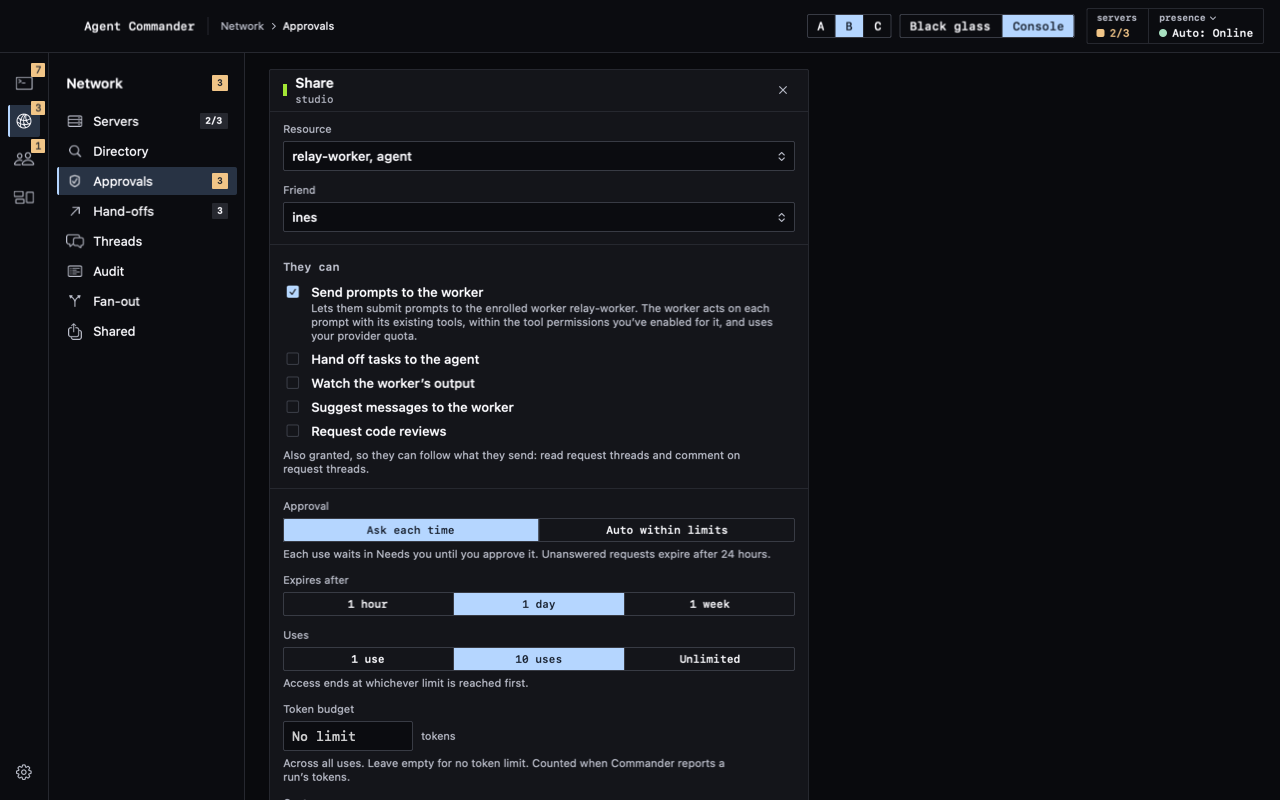 Agent Commander
Network > Approvals
A B C
Black glass Console
servers
2/3
presence
Auto: Online
7
3
1
Network 3
Servers 2/3
Directory
Approvals 3
Hand-offs 3
Threads
Audit
Fan-out
Shared
Share
studio
Resource
relay-worker, agent
Friend
ines
They can
Send prompts to the worker
Lets them submit prompts to the enrolled worker relay-worker. The worker acts on each
prompt with its existing tools, within the tool permissions you’ve enabled for it, and uses
your provider quota.
Hand off tasks to the agent
Watch the worker’s output
Suggest messages to the worker
Request code reviews
Also granted, so they can follow what they send: read request threads and comment on
request threads.
Approval
Ask each time Auto within limits
Each use waits in Needs you until you approve it. Unanswered requests expire after 24 hours.
Expires after
1 hour 1 day 1 week
Uses
1 use 10 uses Unlimited
Access ends at whichever limit is reached first.
Token budget
No limit tokens
Across all uses. Leave empty for no token limit. Counted when Commander reports a
run’s tokens.